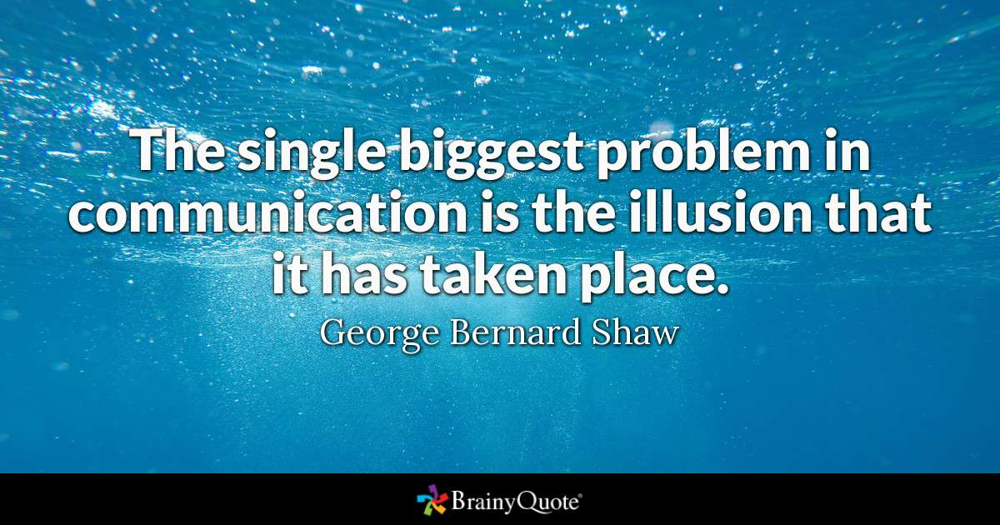 The single biggest problem in
communication is the illusion that
it has taken place.
George Bernard Shaw
BrainyQuote®